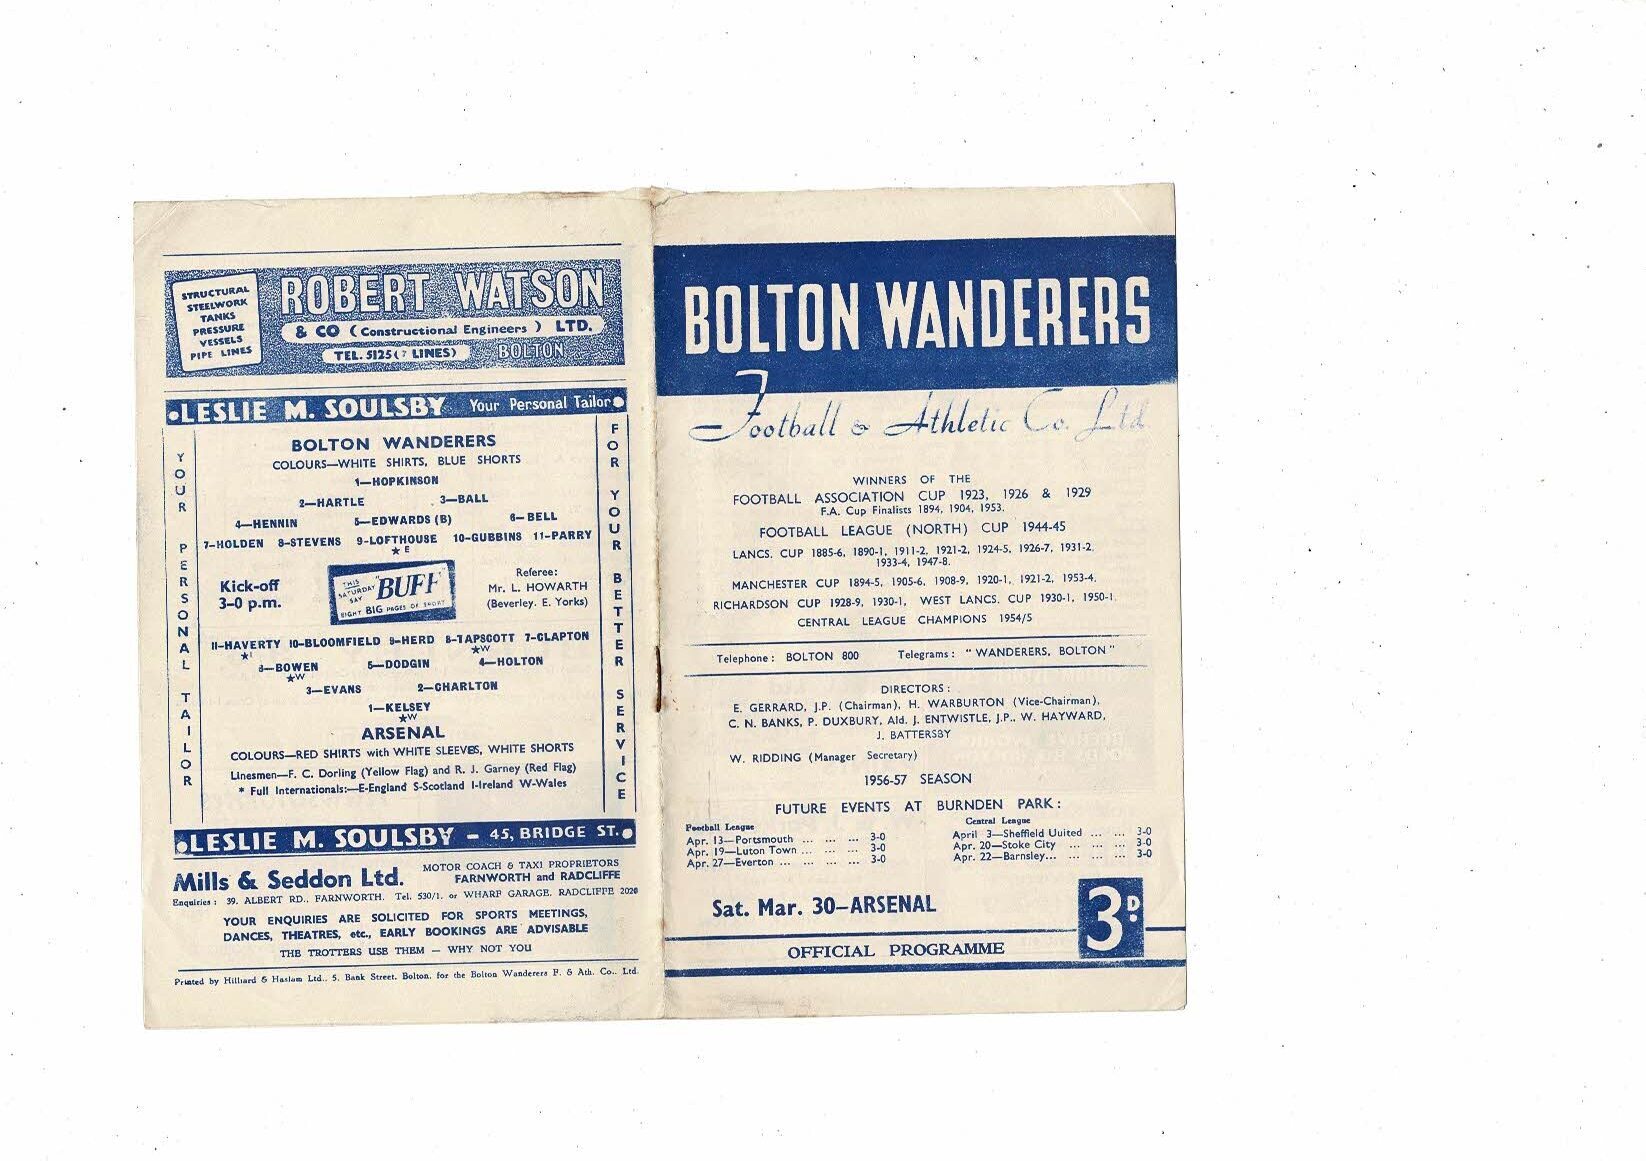 STRUCTURAL
STEELWORK
TANKS
PRESSURE
VESSELS
PIPE LINES
ROBERT WATSON
& CO (Constructional Engineers) LTD.
TEL. 5125 (7 LINES) BOLTON
LESLIE M. SOULSBY Your Personal Tailor
YOUR PERSONAL TAILOR
BOLTON WANDERERS
COLOURS—WHITE SHIRTS, BLUE SHORTS
1—HOPKINSON
2—HARTLE 3—BALL
4—HENNIN 5—EDWARDS (B) 6—BELL
7—HOLDEN 8—STEVENS 9—LOFTHOUSE 10—GUBBINS 11—PARRY
★ E
Kick-off
3-0 p.m.
THIS
SATURDAY
SAY
"BUFF"
EIGHT BIG PAGES OF SPORT
Referee:
Mr. L. HOWARTH
(Beverley. E. Yorks)
11—HAVERTY 10—BLOOMFIELD 9—HERD 8—TAPSCOTT 7—CLAPTON
★I ★W
6—BOWEN 5—DODGIN 4—HOLTON
★W
3—EVANS 2—CHARLTON
1—KELSEY
★W
ARSENAL
COLOURS—RED SHIRTS with WHITE SLEEVES, WHITE SHORTS
Linesmen—F. C. Dorling (Yellow Flag) and R. J. Garney (Red Flag)
* Full Internationals:—E-England S-Scotland I-Ireland W-Wales
FOR YOUR BETTER SERVICE
LESLIE M. SOULSBY – 45, BRIDGE ST.
Mills & Seddon Ltd.
MOTOR COACH & TAXI PROPRIETORS
FARNWORTH and RADCLIFFE
Enquiries : 39, ALBERT RD., FARNWORTH. Tel. 530/1. or WHARF GARAGE, RADCLIFFE 2020
YOUR ENQUIRIES ARE SOLICITED FOR SPORTS MEETINGS,
DANCES, THEATRES, etc., EARLY BOOKINGS ARE ADVISABLE
THE TROTTERS USE THEM — WHY NOT YOU
Printed by Hilliard & Haslam Ltd., 5, Bank Street, Bolton, for the Bolton Wanderers F. & Ath. Co., Ltd.
BOLTON WANDERERS
Football & Athletic Co. Ltd.
WINNERS OF THE
FOOTBALL ASSOCIATION CUP 1923, 1926 & 1929
F.A. Cup Finalists 1894, 1904, 1953.
FOOTBALL LEAGUE (NORTH) CUP 1944-45
LANCS. CUP 1885-6, 1890-1, 1911-2, 1921-2, 1924-5, 1926-7, 1931-2,
1933-4, 1947-8.
MANCHESTER CUP 1894-5, 1905-6, 1908-9, 1920-1, 1921-2, 1953-4.
RICHARDSON CUP 1928-9, 1930-1, WEST LANCS. CUP 1930-1, 1950-1.
CENTRAL LEAGUE CHAMPIONS 1954/5
Telephone : BOLTON 800 Telegrams : "WANDERERS, BOLTON"
DIRECTORS :
E. GERRARD, J.P. (Chairman), H. WARBURTON (Vice-Chairman),
C. N. BANKS, P. DUXBURY, Ald. J. ENTWISTLE, J.P., W. HAYWARD,
J. BATTERSBY
W. RIDDING (Manager Secretary)
1956-57 SEASON
FUTURE EVENTS AT BURNDEN PARK :
Football League
Apr. 13—Portsmouth ... ... ... 3-0
Apr. 19—Luton Town ... ... ... 3-0
Apr. 27—Everton ... ... ... ... 3-0
Central League
April 3—Sheffield Uuited ... ... 3-0
Apr. 20—Stoke City ... ... ... 3-0
Apr. 22—Barnsley... ... ... ... 3-0
Sat. Mar. 30–ARSENAL
3D.
OFFICIAL PROGRAMME